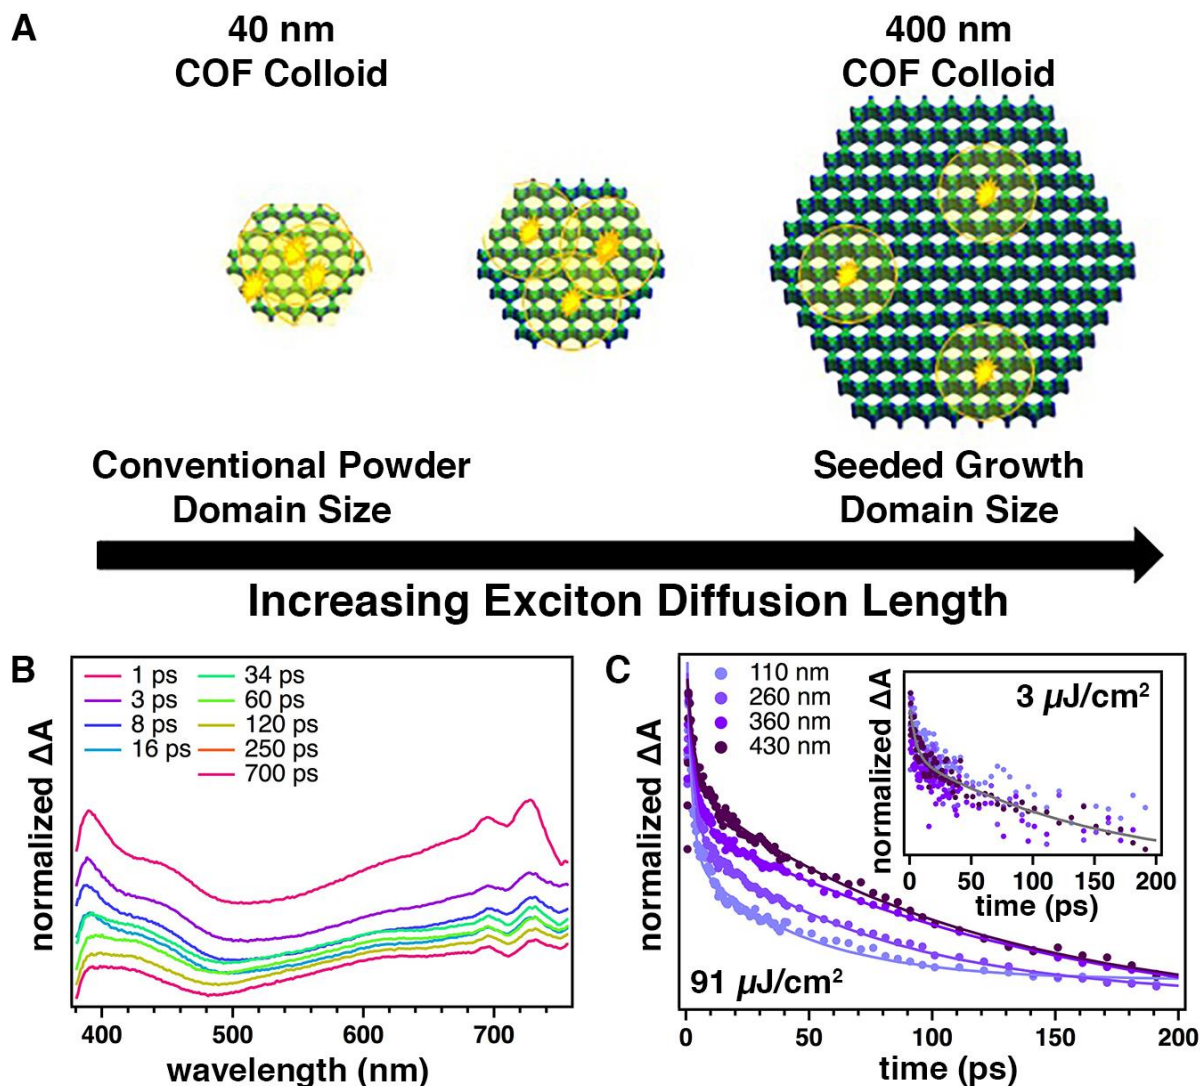 A
40 nm
COF Colloid
400 nm
COF Colloid
Conventional Powder
Domain Size
Seeded Growth
Domain Size
Increasing Exciton Diffusion Length
B
normalized ΔA
1 ps
3 ps
8 ps
16 ps
34 ps
60 ps
120 ps
250 ps
700 ps
400 500 600 700
wavelength (nm)
C
normalized ΔA
110 nm
260 nm
360 nm
430 nm
91 μJ/cm²
0 50 100 150 200
time (ps)
normalized ΔA
3 μJ/cm²
0 50 100 150 200
time (ps)